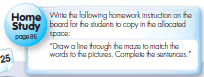 Home
Study
page 85
Write the following homework instruction on the
board for the students to copy in the allocated
space:
"Draw a line through the maze to match the
words to the pictures. Complete the sentences."
25